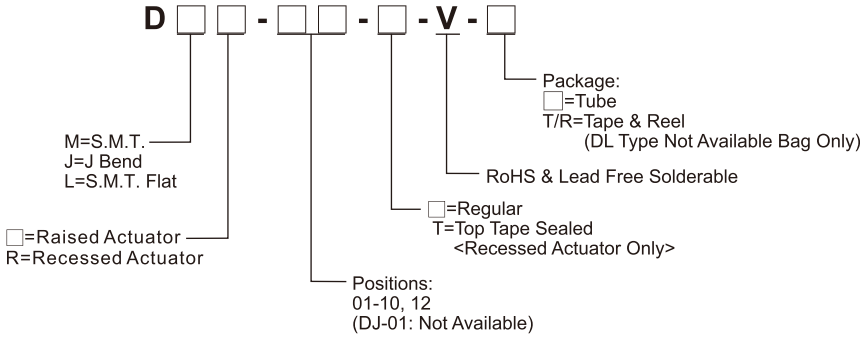 D□□-□□-□-V-□
Package:
□=Tube
T/R=Tape & Reel
(DL Type Not Available Bag Only)
M=S.M.T.
J=J Bend
L=S.M.T. Flat
RoHS & Lead Free Solderable
□=Regular
T=Top Tape Sealed
<Recessed Actuator Only>
□=Raised Actuator
R=Recessed Actuator
Positions:
01-10, 12
(DJ-01: Not Available)